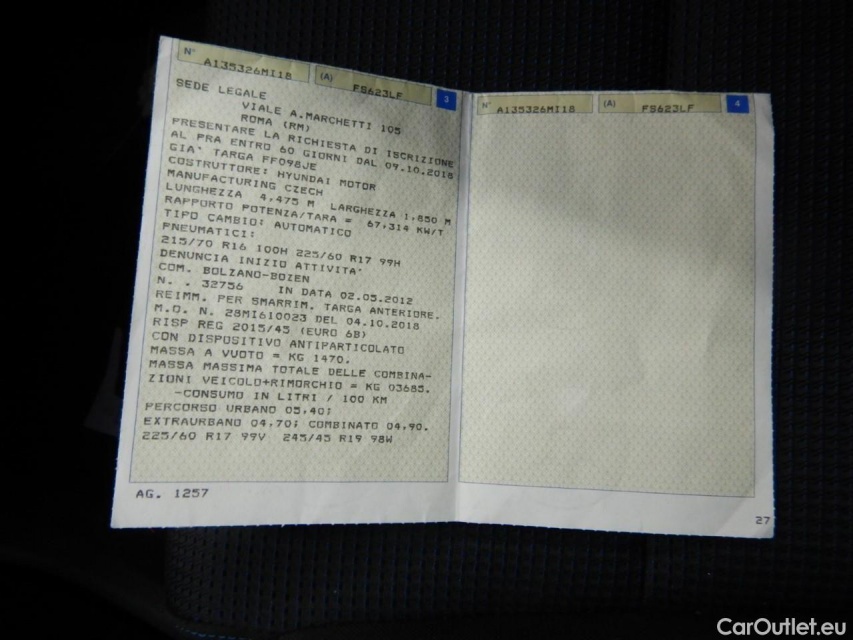 N° A135326MI18 (A) FS623LF 3
SEDE LEGALE
VIALE A.MARCHETTI 105
ROMA (RM)
PRESENTARE LA RICHIESTA DI ISCRIZIONE
AL PRA ENTRO 60 GIORNI DAL 09.10.2018
GIA' TARGA FF098JE
COSTRUTTORE: HYUNDAI MOTOR
MANUFACTURING CZECH
LUNGHEZZA 4,475 M LARGHEZZA 1,850 M
RAPPORTO POTENZA/TARA = 67,314 KW/T
TIPO CAMBIO: AUTOMATICO
PNEUMATICI:
215/70 R16 100H 225/60 R17 99H
DENUNCIA INIZIO ATTIVITA'
COM. BOLZANO-BOZEN
N. . 32756 IN DATA 02.05.2012
REIMM. PER SMARRIM. TARGA ANTERIORE.
M.O. N. 28MI610023 DEL 04.10.2018
RISP REG 2015/45 (EURO 6B)
CON DISPOSITIVO ANTIPARTICOLATO
MASSA A VUOTO = KG 1470.
MASSA MASSIMA TOTALE DELLE COMBINA-
ZIONI VEICOLO+RIMORCHIO = KG 03685.
-CONSUMO IN LITRI / 100 KM
PERCORSO URBANO 05,40;
EXTRAURBANO 04,70; COMBINATO 04,90.
225/60 R17 99V 245/45 R19 98W
AG. 1257
N° A135326MI18 (A) FS623LF 4
27
CarOutlet.eu